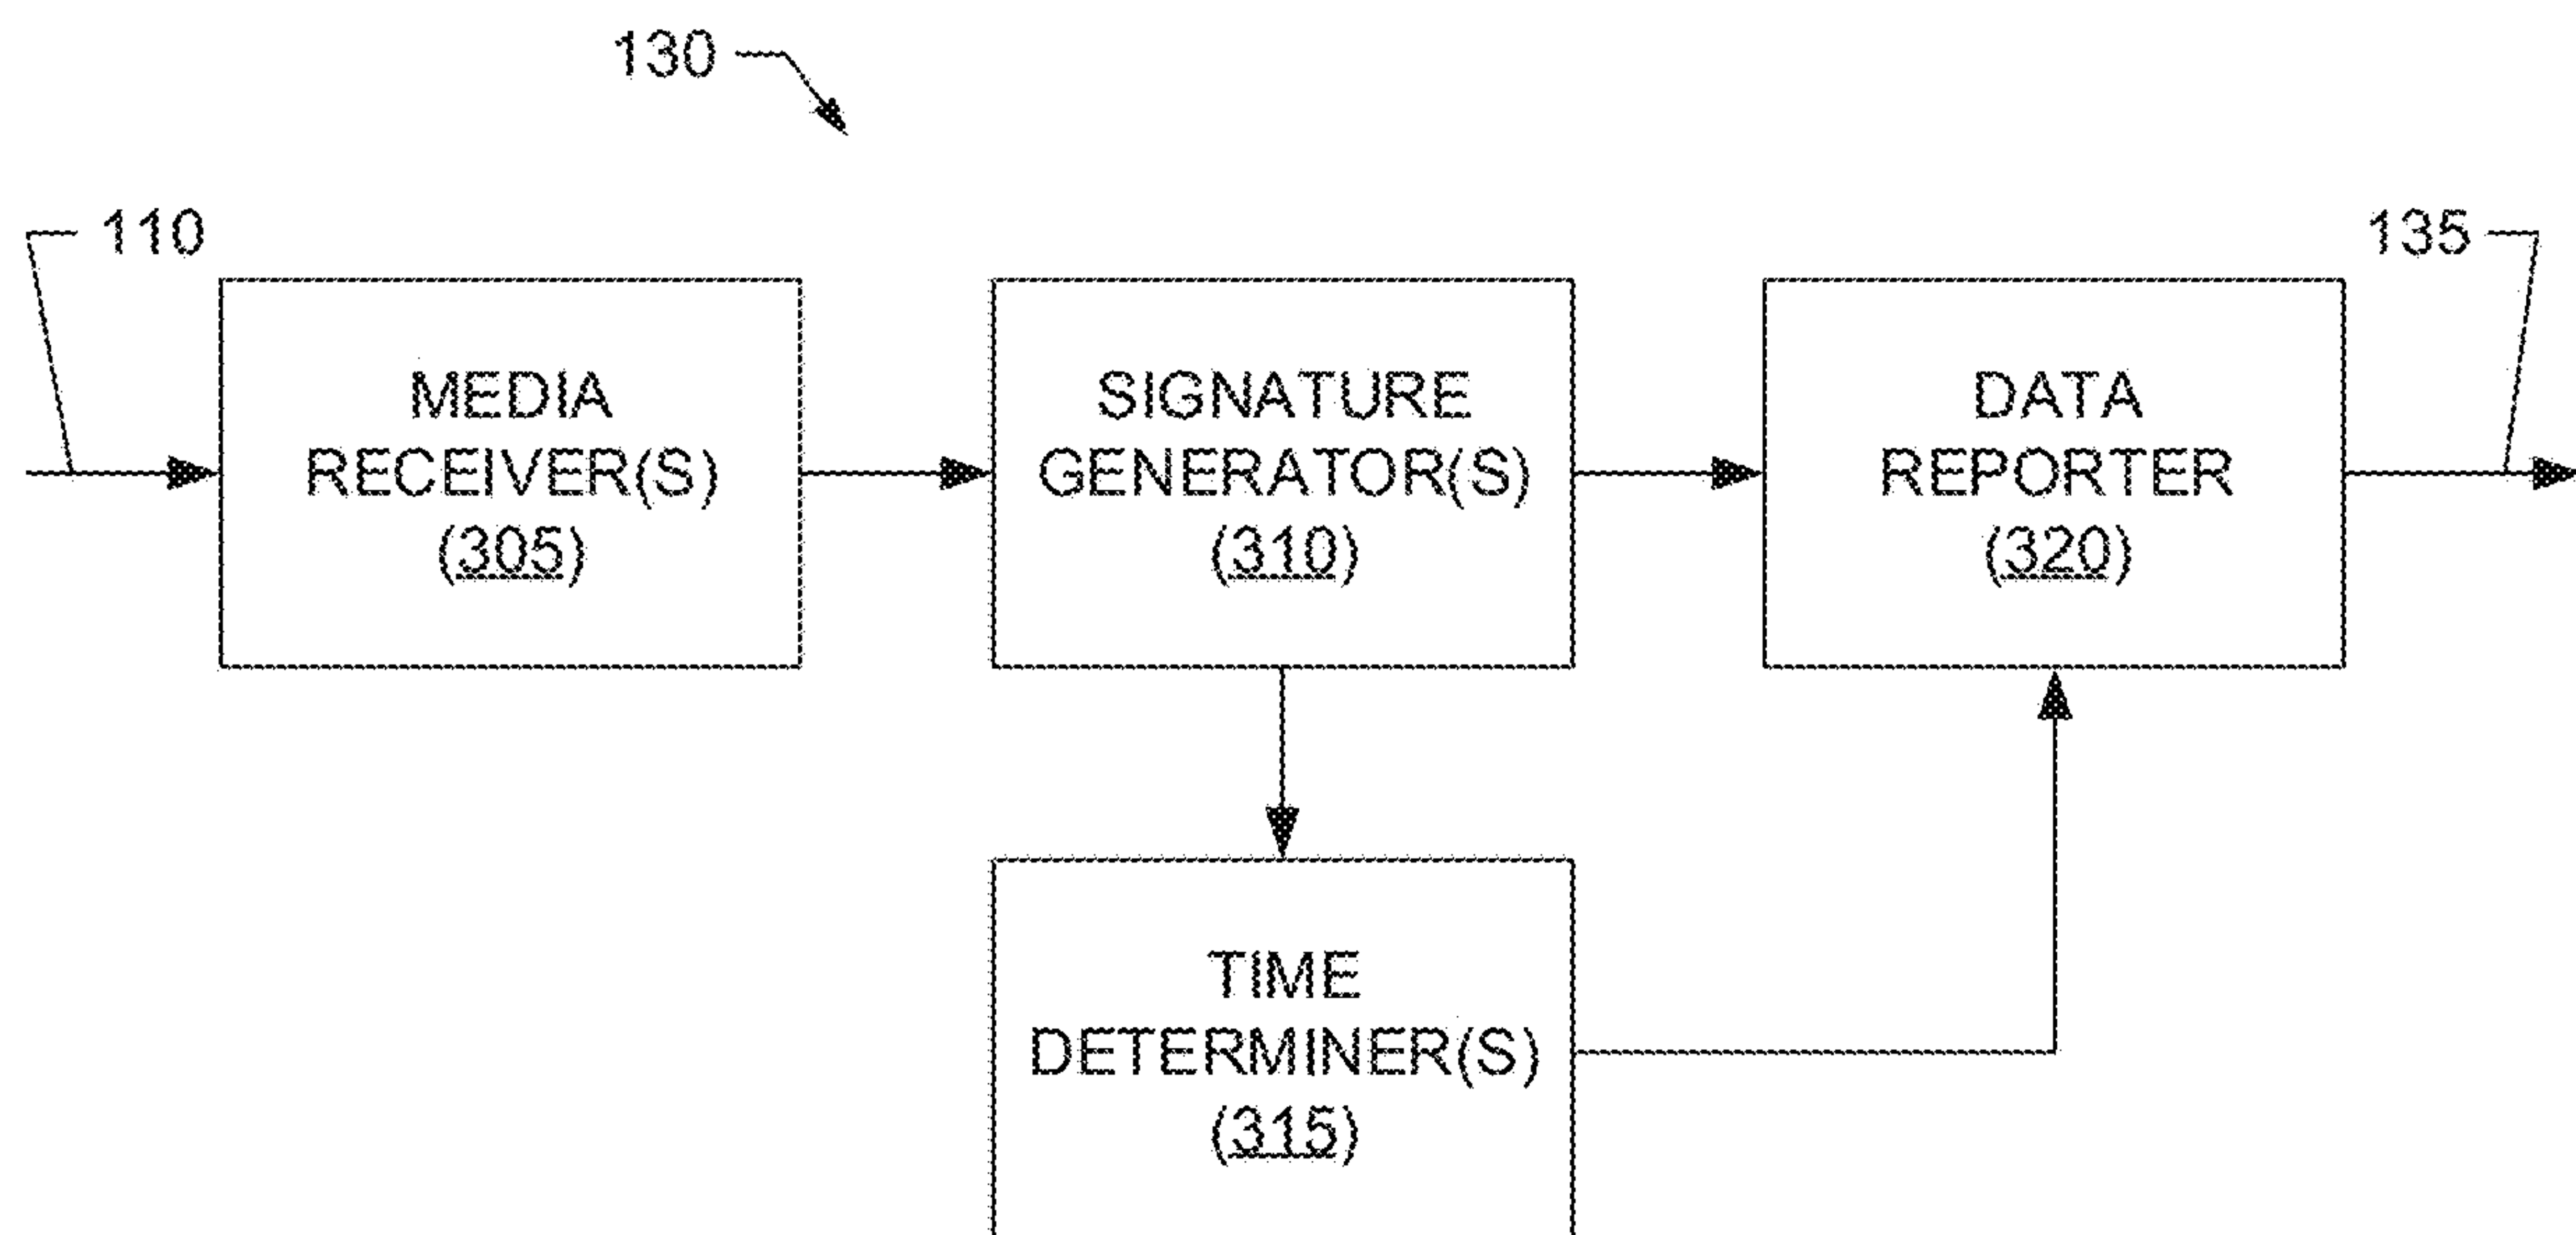 130
110
135
MEDIA
RECEIVER(S)
(305)
SIGNATURE
GENERATOR(S)
(310)
DATA
REPORTER
(320)
TIME
DETERMINER(S)
(315)